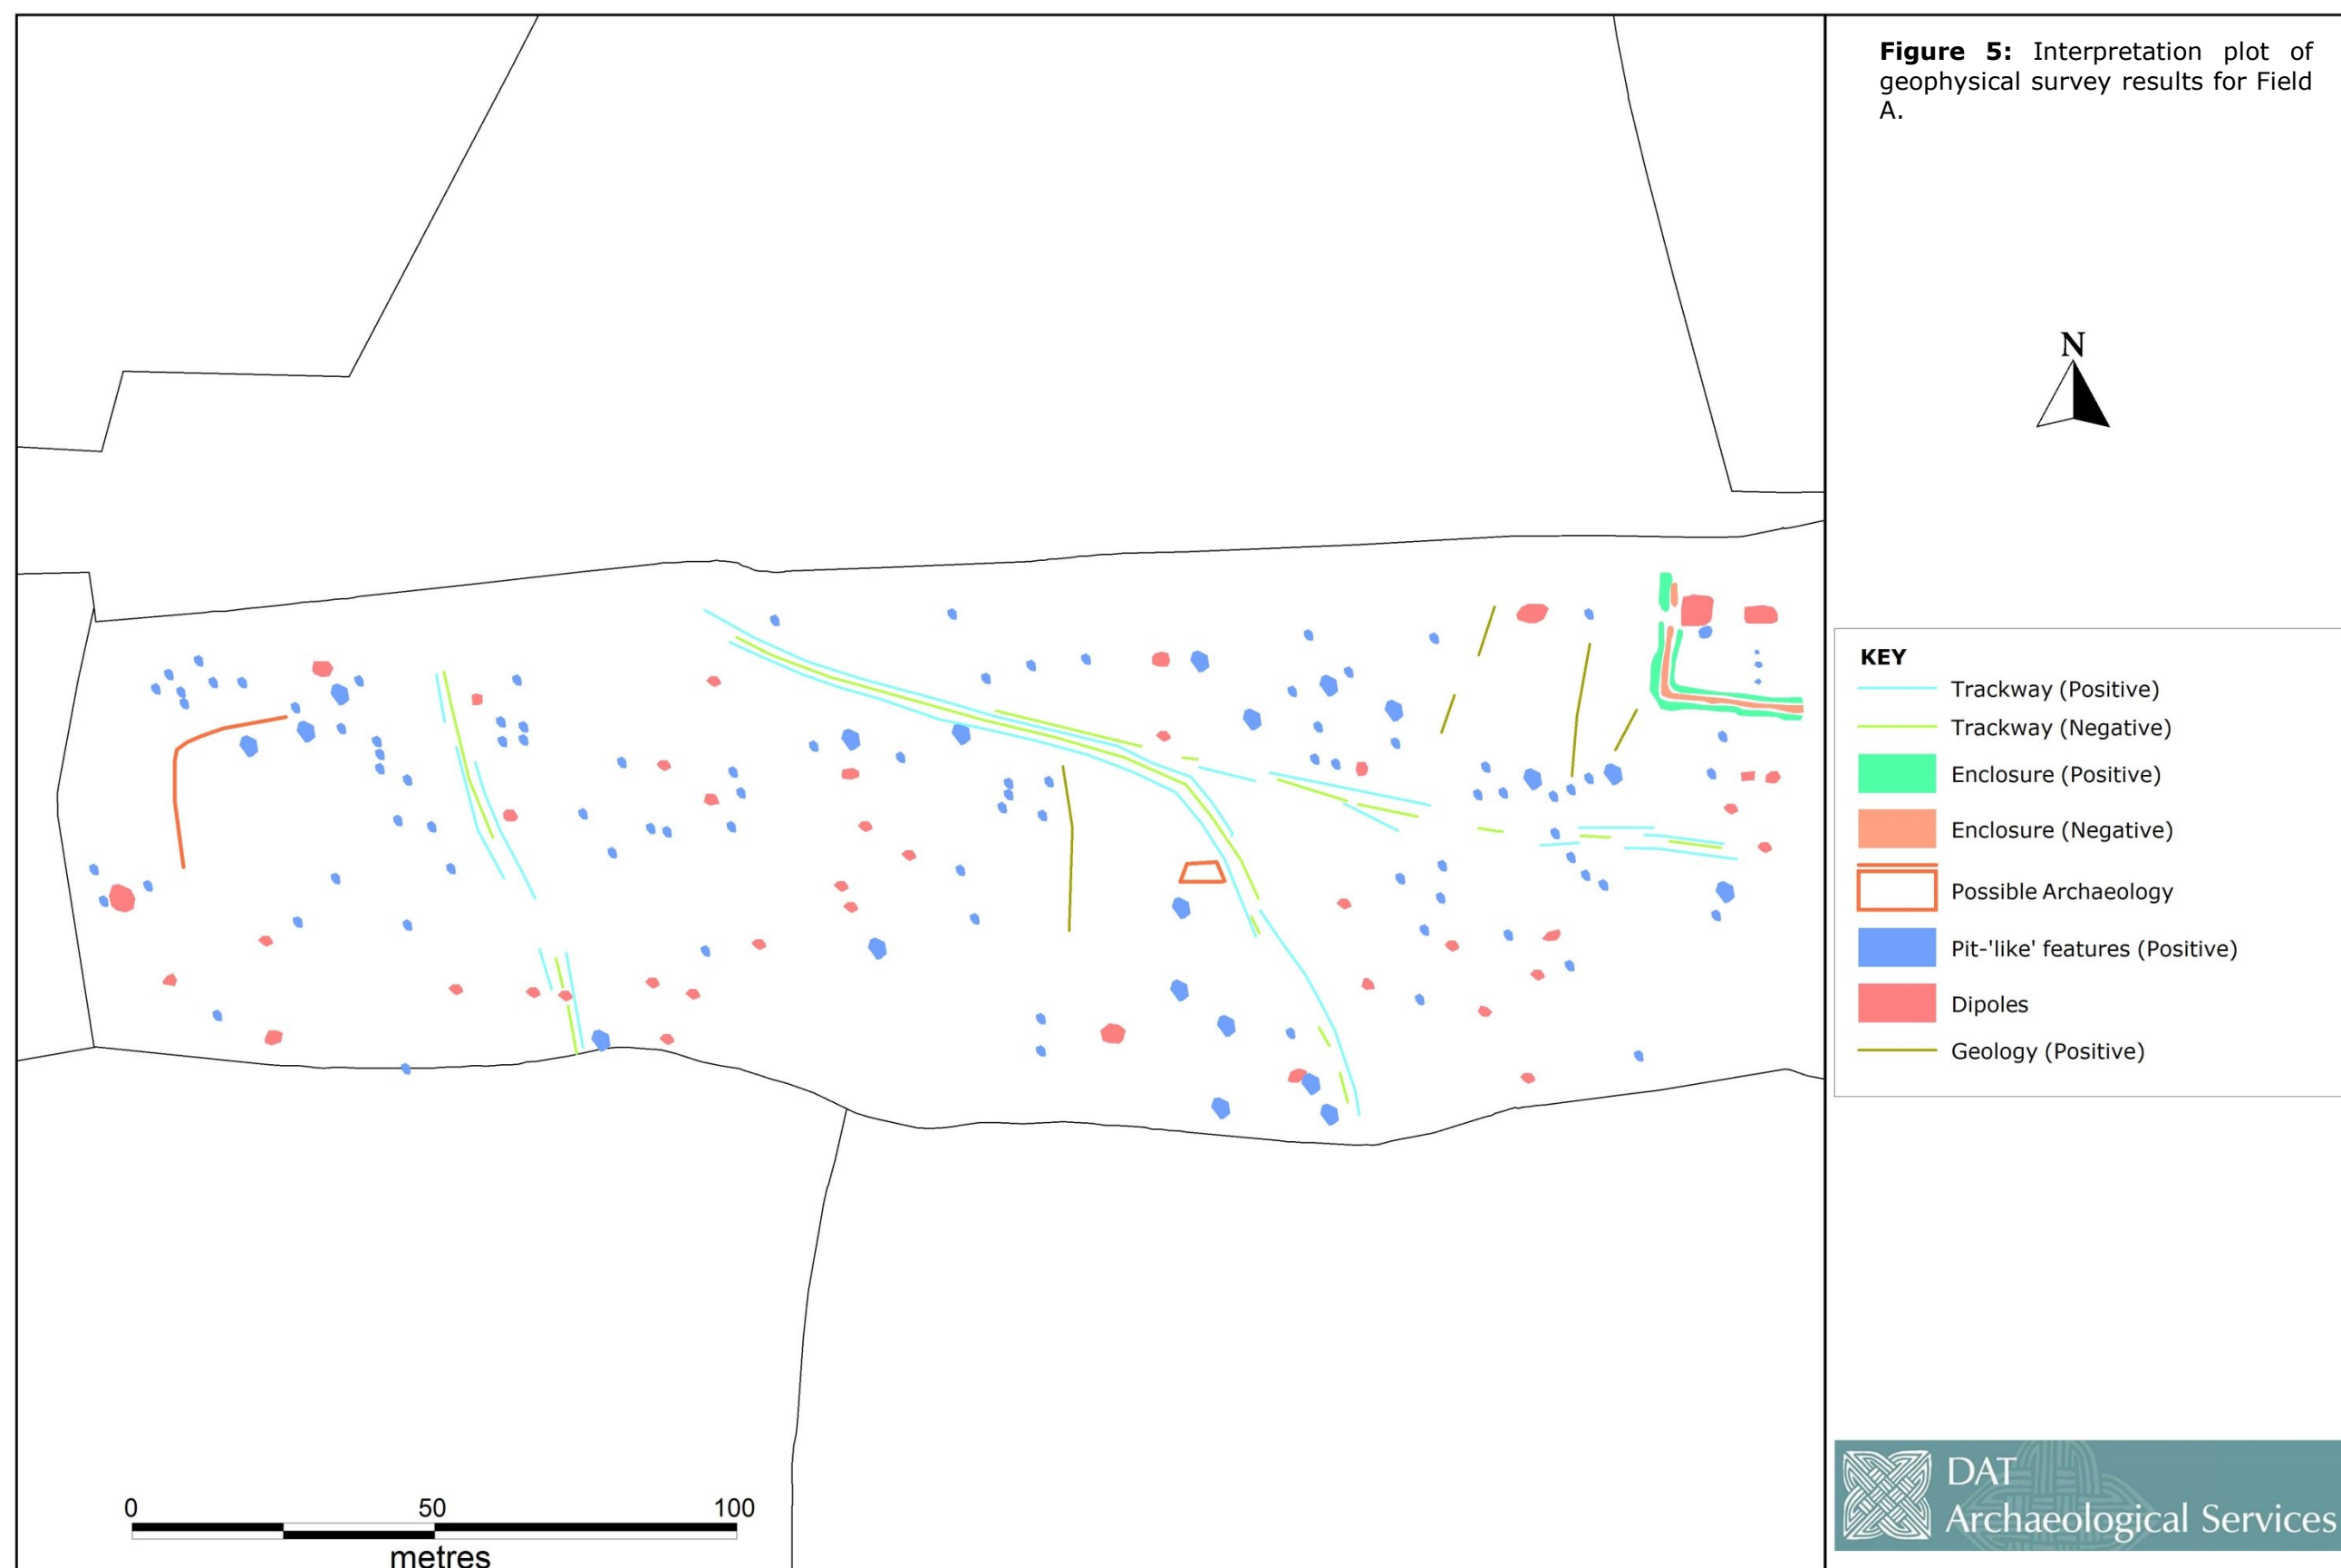 Figure 5: Interpretation plot of
geophysical survey results for Field
A.
N
KEY
Trackway (Positive)
Trackway (Negative)
Enclosure (Positive)
Enclosure (Negative)
Possible Archaeology
Pit-'like' features (Positive)
Dipoles
Geology (Positive)
0 50 100
metres
DAT
Archaeological Services